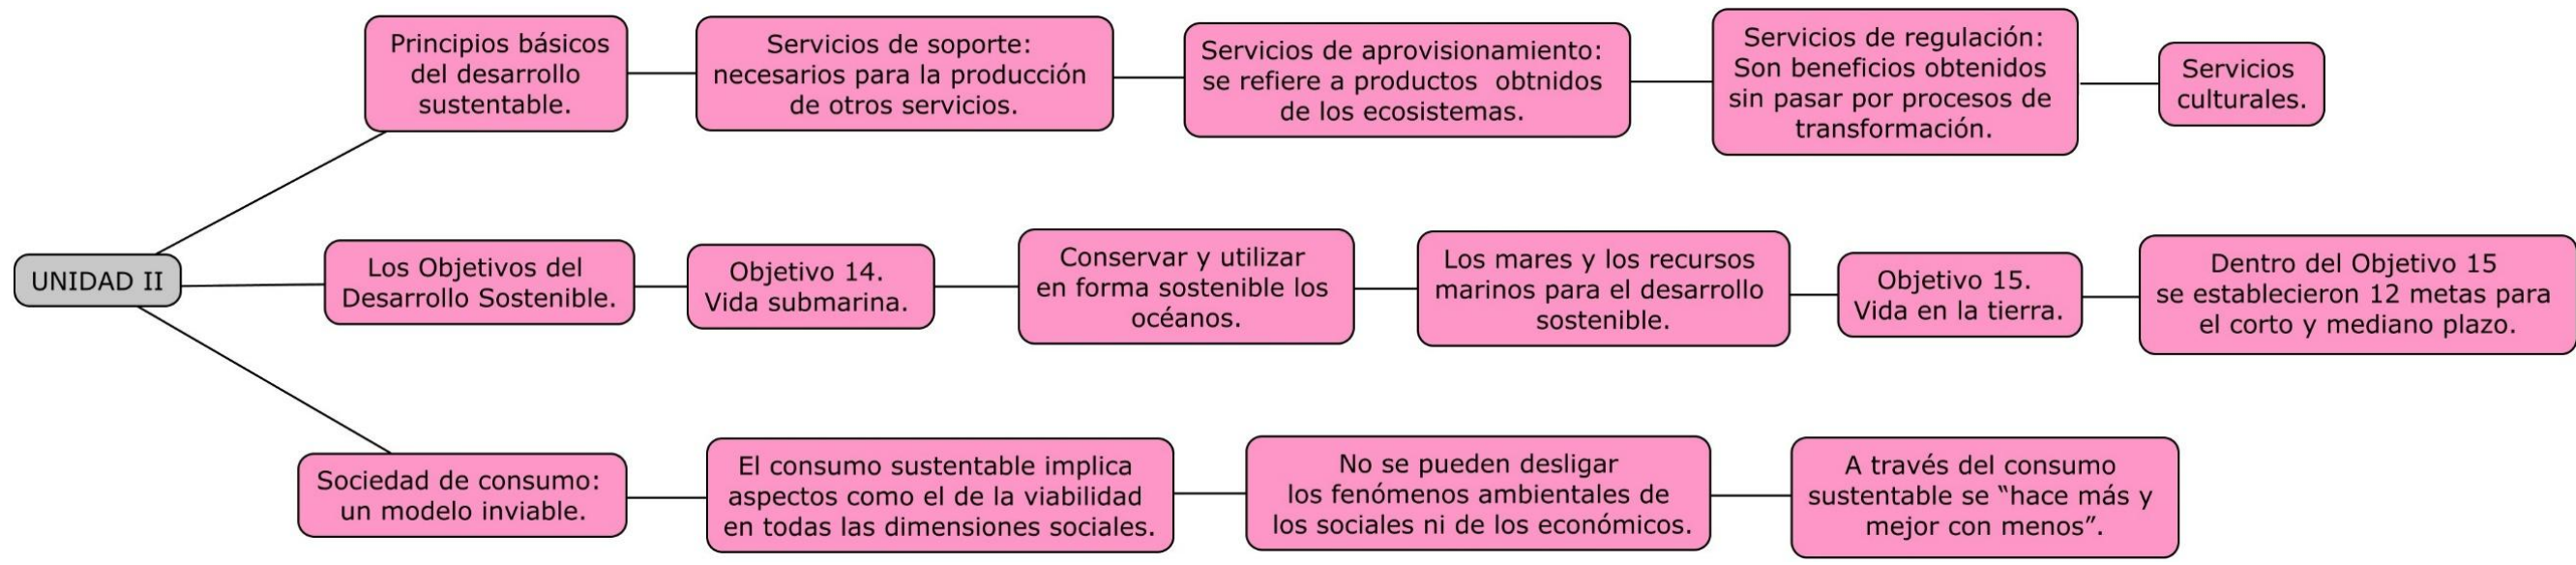 Principios básicos
del desarrollo
sustentable.
Servicios de soporte:
necesarios para la producción
de otros servicios.
Servicios de aprovisionamiento:
se refiere a productos  obtnidos
de los ecosistemas.
Servicios de regulación:
Son beneficios obtenidos
sin pasar por procesos de
transformación.
Servicios
culturales.
UNIDAD II
Los Objetivos del
Desarrollo Sostenible.
Objetivo 14.
Vida submarina.
Conservar y utilizar
en forma sostenible los
océanos.
Los mares y los recursos
marinos para el desarrollo
sostenible.
Objetivo 15.
Vida en la tierra.
Dentro del Objetivo 15
se establecieron 12 metas para
el corto y mediano plazo.
Sociedad de consumo:
un modelo inviable.
El consumo sustentable implica
aspectos como el de la viabilidad
en todas las dimensiones sociales.
No se pueden desligar
los fenómenos ambientales de
los sociales ni de los económicos.
A través del consumo
sustentable se “hace más y
mejor con menos”.